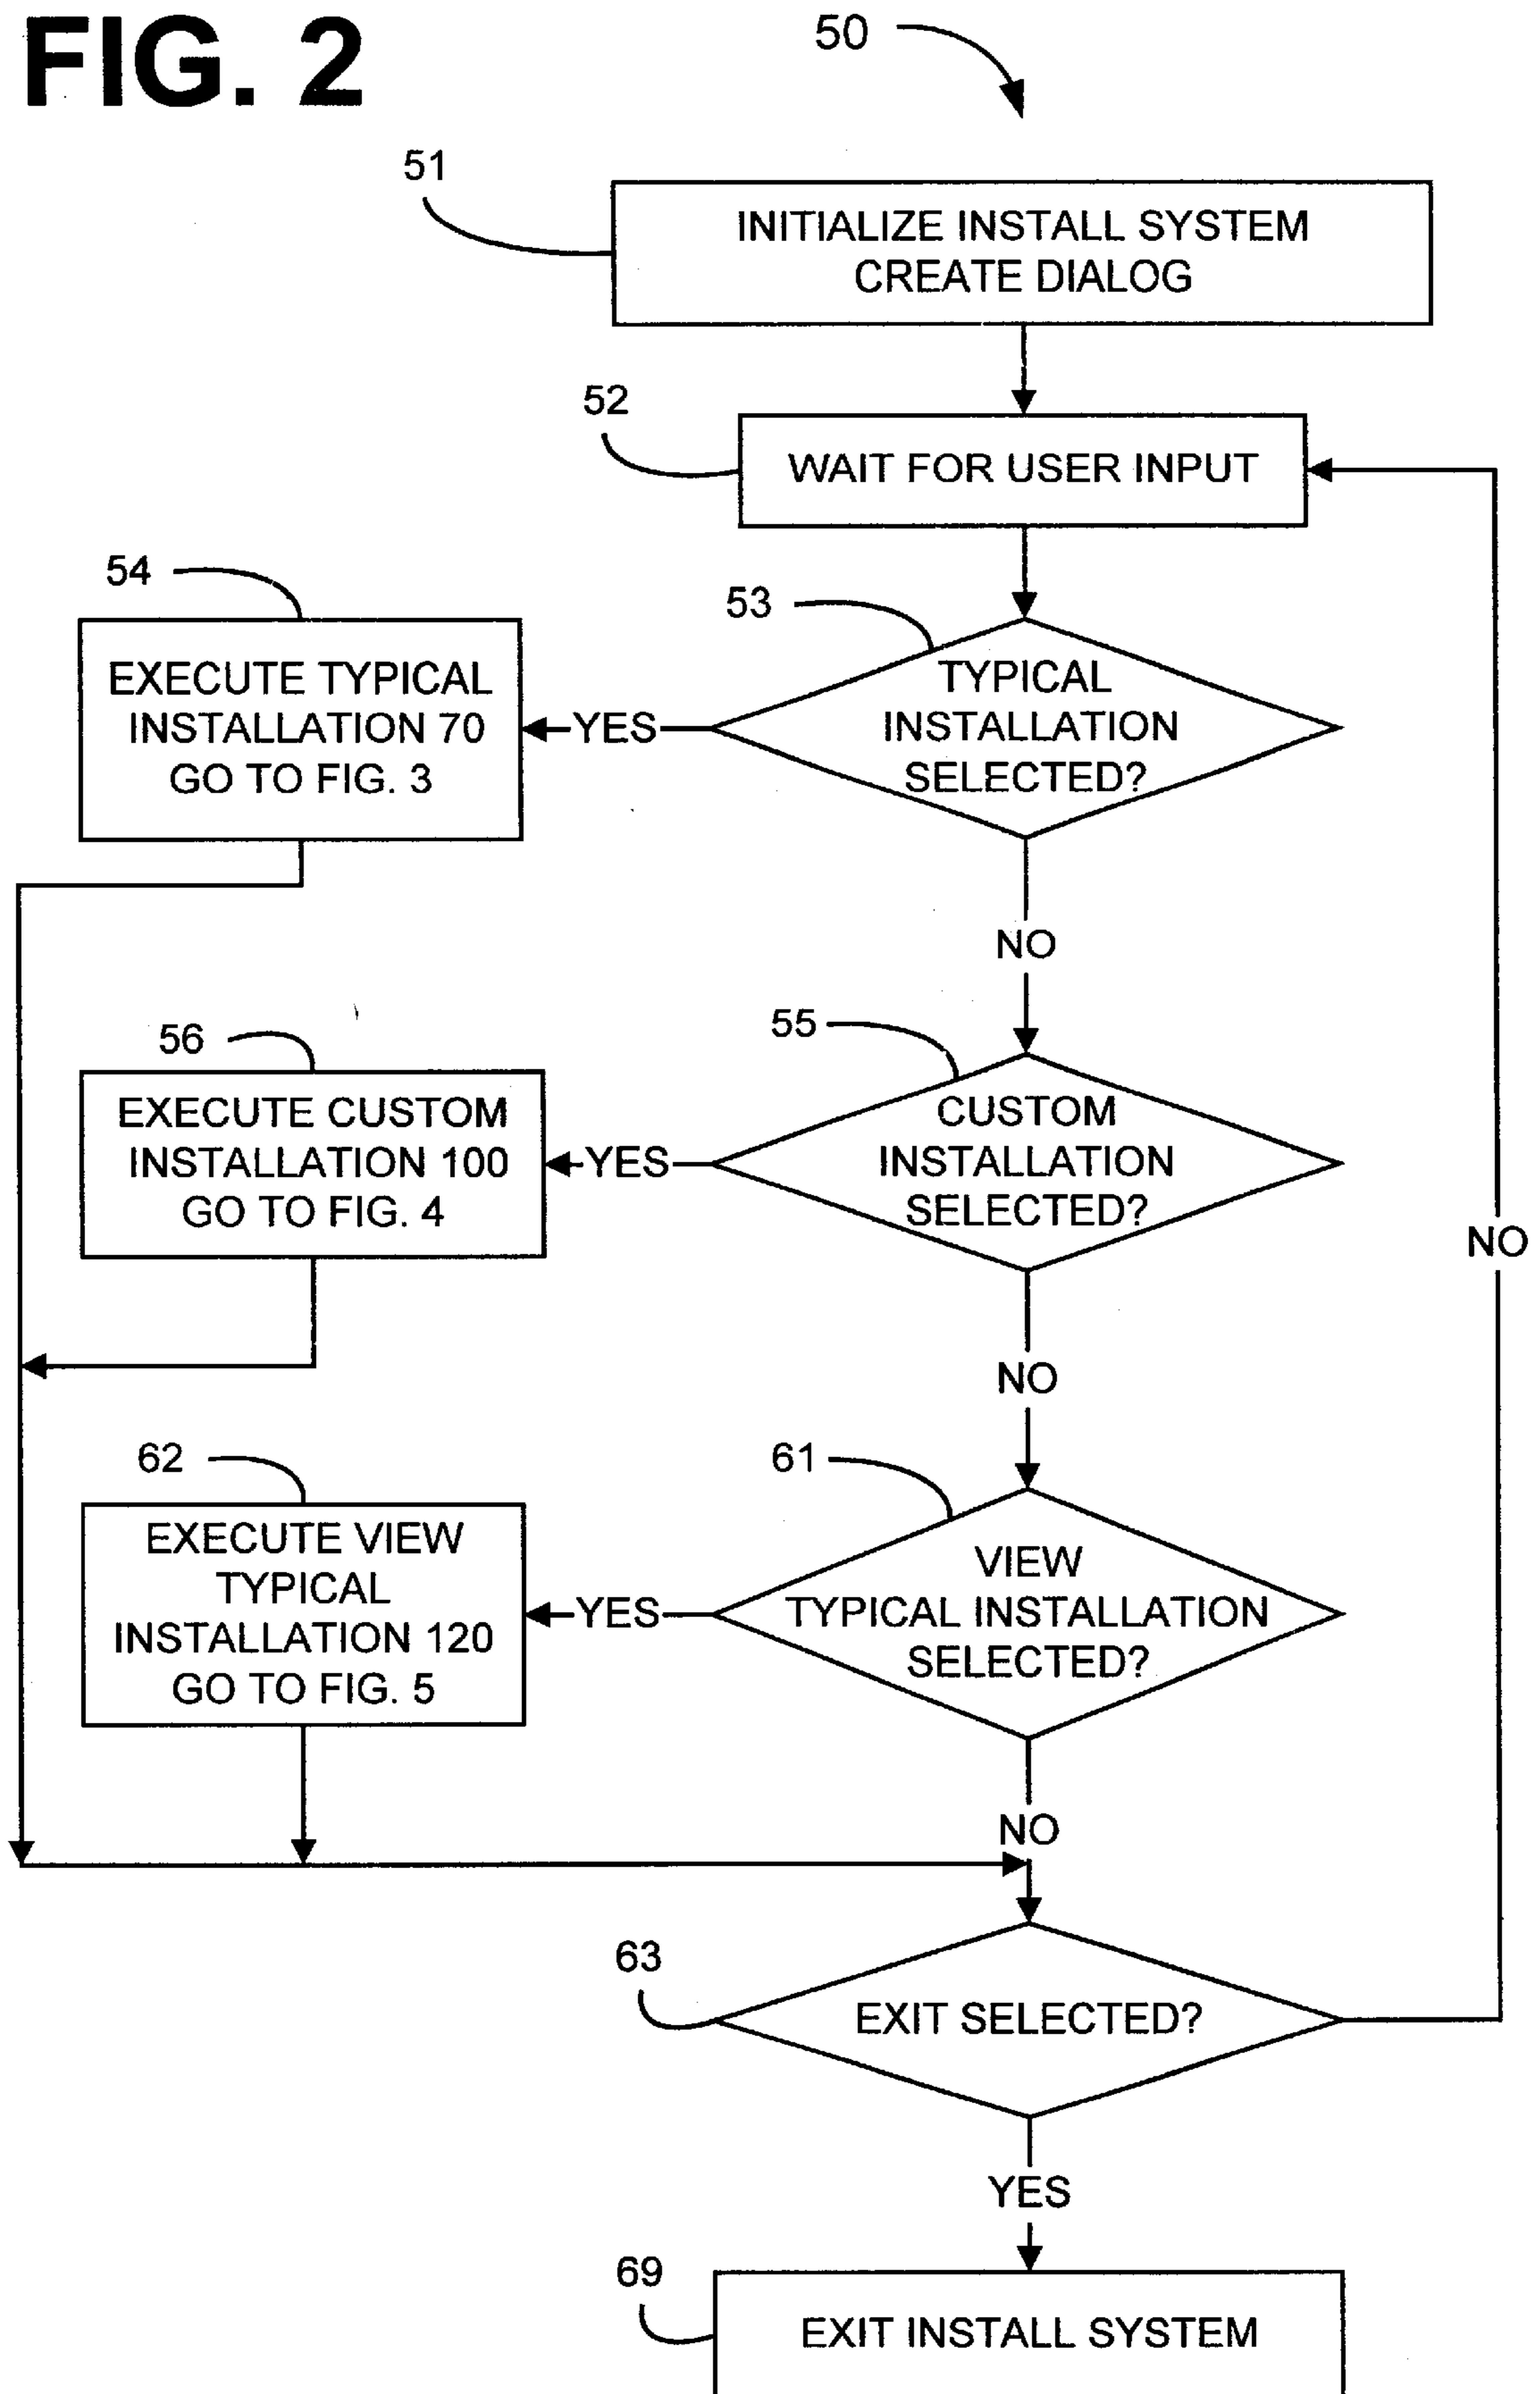 FIG. 2
50
51
INITIALIZE INSTALL SYSTEM
CREATE DIALOG
52
WAIT FOR USER INPUT
54
53
EXECUTE TYPICAL
INSTALLATION 70
GO TO FIG. 3
YES
TYPICAL
INSTALLATION
SELECTED?
NO
56
55
EXECUTE CUSTOM
INSTALLATION 100
GO TO FIG. 4
YES
CUSTOM
INSTALLATION
SELECTED?
NO
NO
62
61
EXECUTE VIEW
TYPICAL
INSTALLATION 120
GO TO FIG. 5
YES
VIEW
TYPICAL INSTALLATION
SELECTED?
NO
63
EXIT SELECTED?
YES
69
EXIT INSTALL SYSTEM